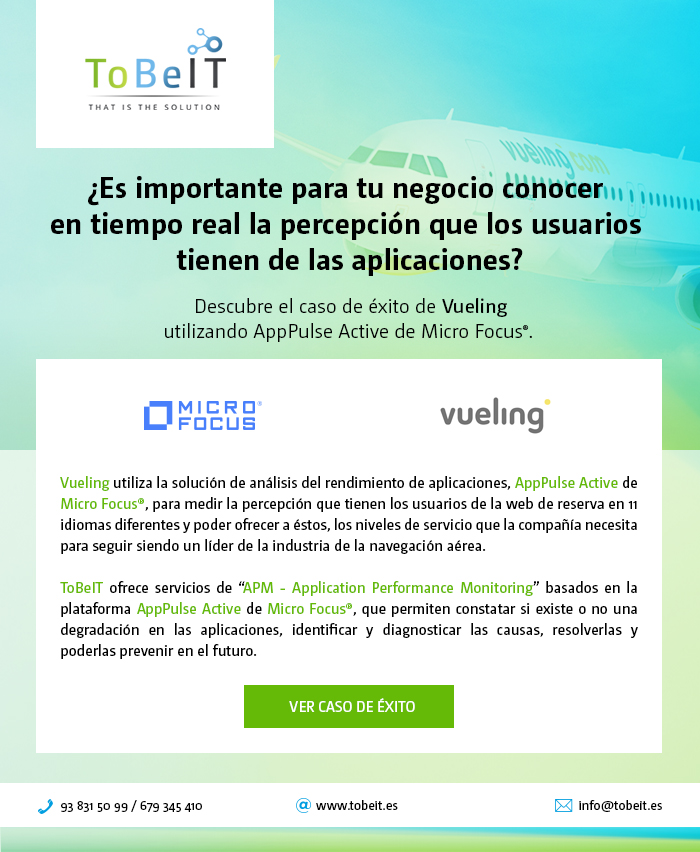 ToBeIT
THAT IS THE SOLUTION
vueling.com
¿Es importante para tu negocio conocer
en tiempo real la percepción que los usuarios
tienen de las aplicaciones?
Descubre el caso de éxito de Vueling
utilizando AppPulse Active de Micro Focus®.
MICRO®
FOCUS
vueling
Vueling utiliza la solución de análisis del rendimiento de aplicaciones, AppPulse Active de
Micro Focus®, para medir la percepción que tienen los usuarios de la web de reserva en 11
idiomas diferentes y poder ofrecer a éstos, los niveles de servicio que la compañía necesita
para seguir siendo un líder de la industria de la navegación aérea.
ToBeIT ofrece servicios de “APM - Application Performance Monitoring” basados en la
plataforma AppPulse Active de Micro Focus®, que permiten constatar si existe o no una
degradación en las aplicaciones, identificar y diagnosticar las causas, resolverlas y
poderlas prevenir en el futuro.
VER CASO DE ÉXITO
93 831 50 99 / 679 345 410
@ www.tobeit.es
info@tobeit.es